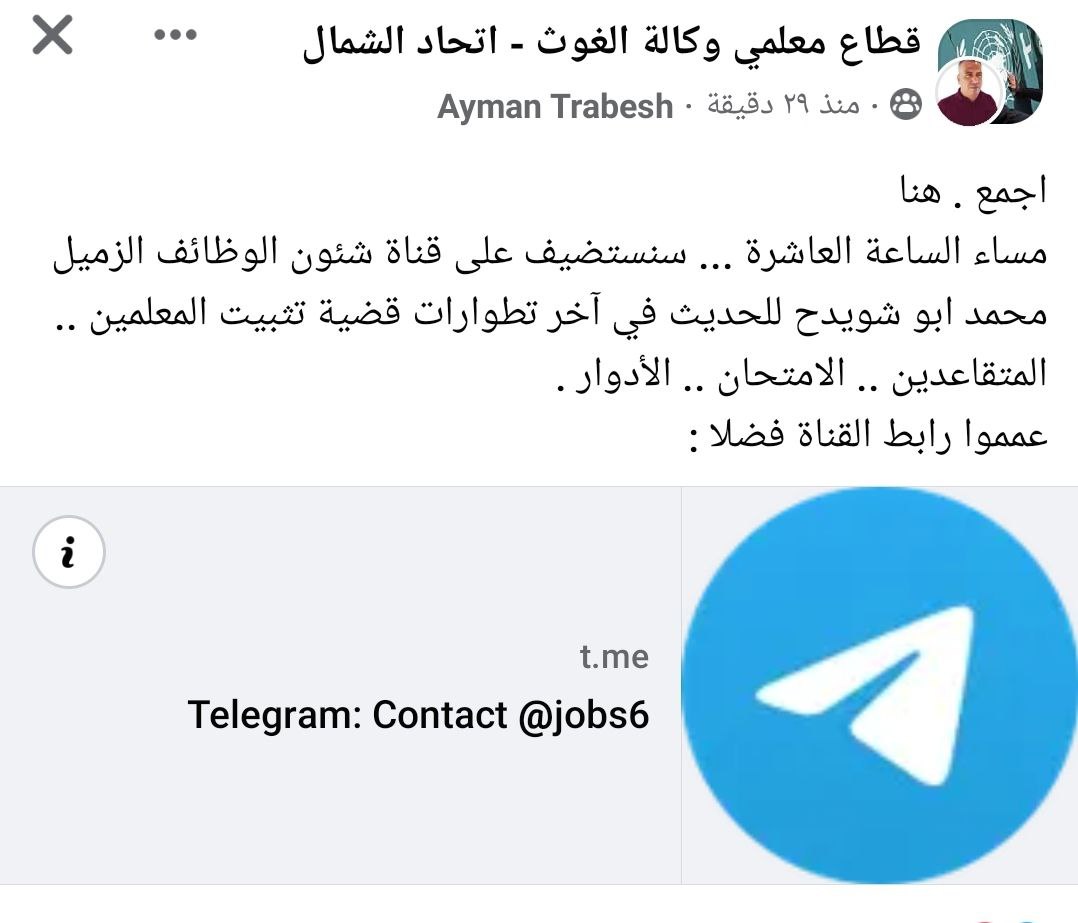 قطاع معلمي وكالة الغوث - اتحاد الشمال
Ayman Trabesh · منذ ٢٩ دقيقة ·
اجمع . هنا
مساء الساعة العاشرة ... سنستضيف على قناة شئون الوظائف الزميل
محمد ابو شويدح للحديث في آخر تطوارات قضية تثبيت المعلمين ..
المتقاعدين .. الامتحان .. الأدوار .
عمموا رابط القناة فضلا :
t.me
Telegram: Contact @jobs6